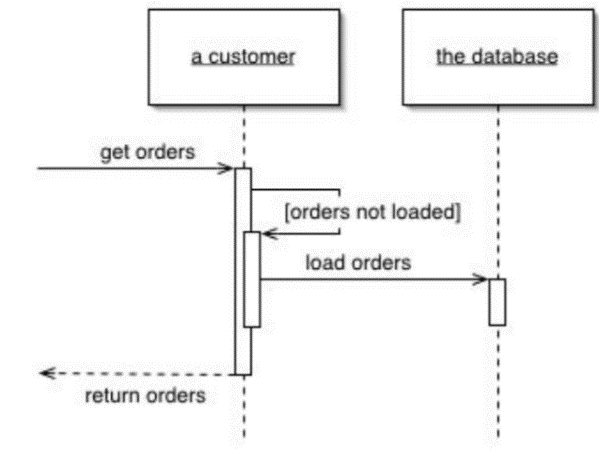 a customer
the database
get orders
[orders not loaded]
load orders
return orders